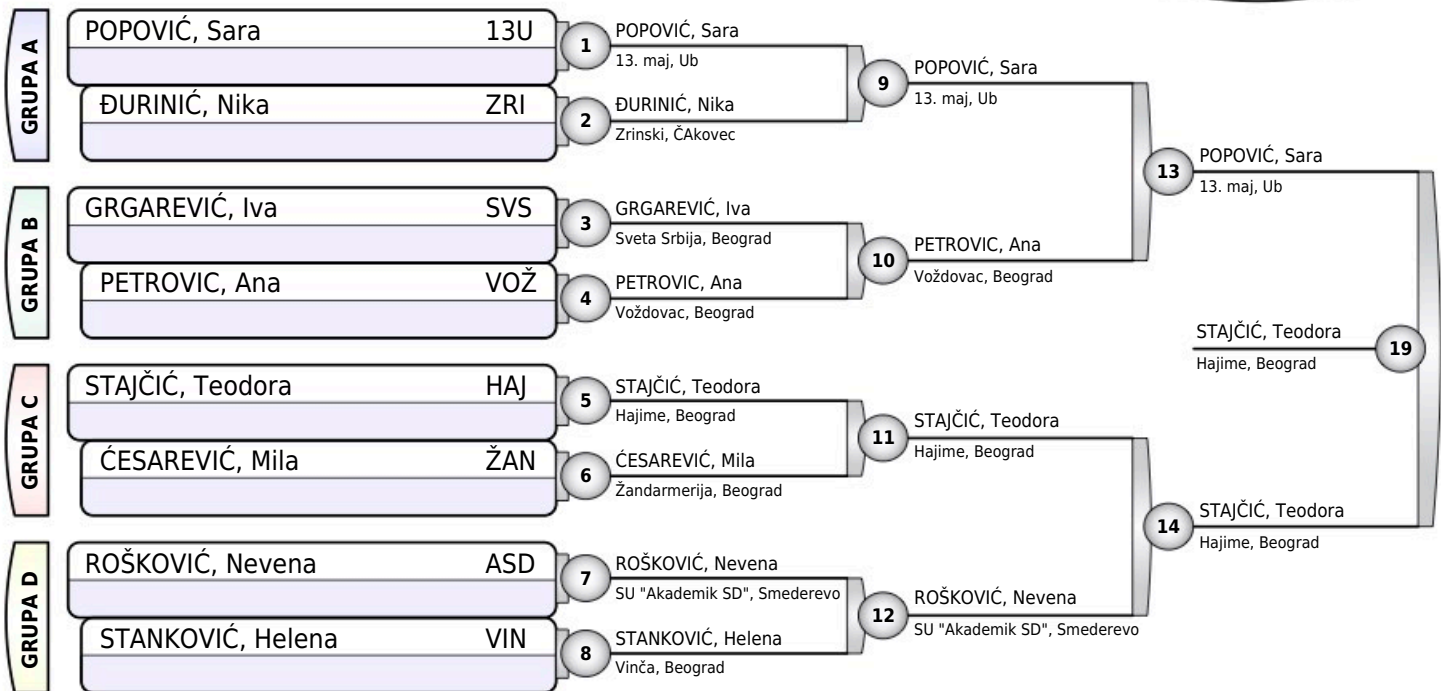 GRUPA A
POPOVIĆ, Sara 13U
ĐURINIĆ, Nika ZRI
GRUPA B
GRGAREVIĆ, Iva SVS
PETROVIC, Ana VOŽ
GRUPA C
STAJČIĆ, Teodora HAJ
ĆESAREVIĆ, Mila ŽAN
GRUPA D
ROŠKOVIĆ, Nevena ASD
STANKOVIĆ, Helena VIN
1
POPOVIĆ, Sara
13. maj, Ub
2
ĐURINIĆ, Nika
Zrinski, ČAkovec
3
GRGAREVIĆ, Iva
Sveta Srbija, Beograd
4
PETROVIC, Ana
Voždovac, Beograd
5
STAJČIĆ, Teodora
Hajime, Beograd
6
ĆESAREVIĆ, Mila
Žandarmerija, Beograd
7
ROŠKOVIĆ, Nevena
SU "Akademik SD", Smederevo
8
STANKOVIĆ, Helena
Vinča, Beograd
9
POPOVIĆ, Sara
13. maj, Ub
10
PETROVIC, Ana
Voždovac, Beograd
11
STAJČIĆ, Teodora
Hajime, Beograd
12
ROŠKOVIĆ, Nevena
SU "Akademik SD", Smederevo
13
POPOVIĆ, Sara
13. maj, Ub
14
STAJČIĆ, Teodora
Hajime, Beograd
STAJČIĆ, Teodora
Hajime, Beograd
19